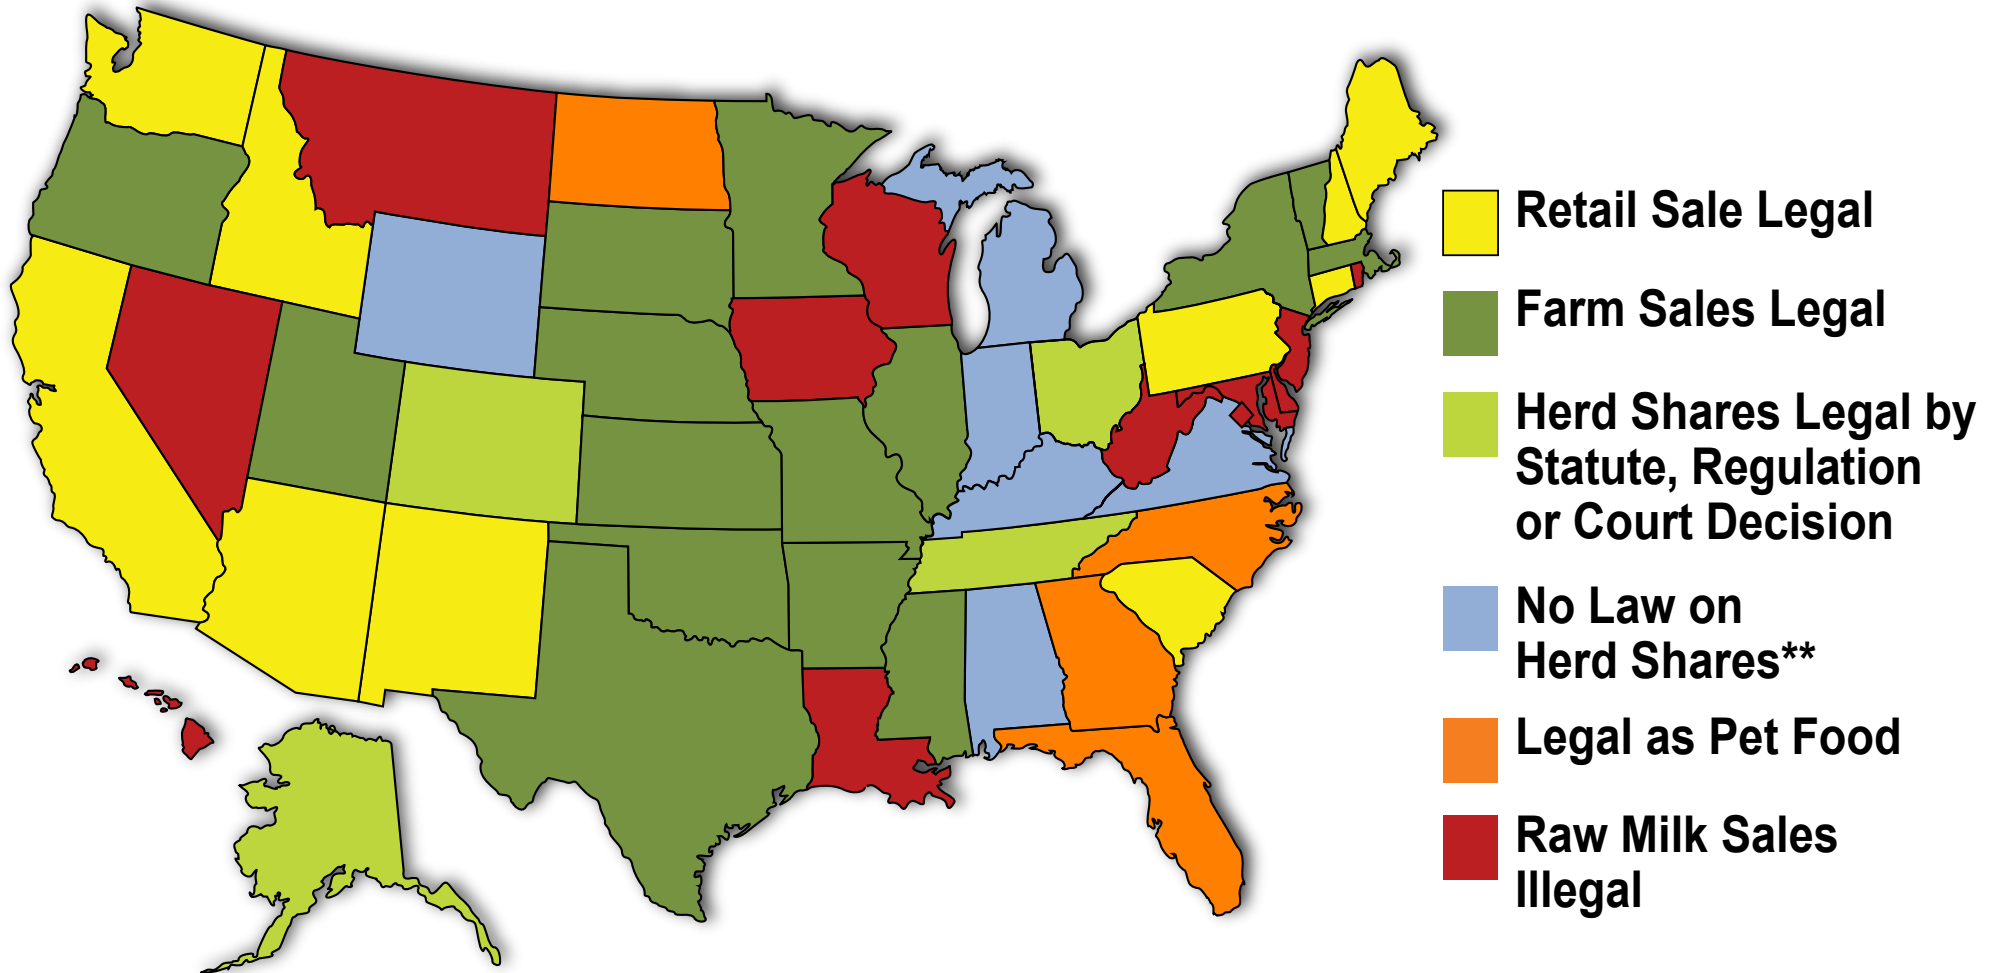 Retail Sale Legal
Farm Sales Legal
Herd Shares Legal by
Statute, Regulation
or Court Decision
No Law on
Herd Shares**
Legal as Pet Food
Raw Milk Sales
Illegal